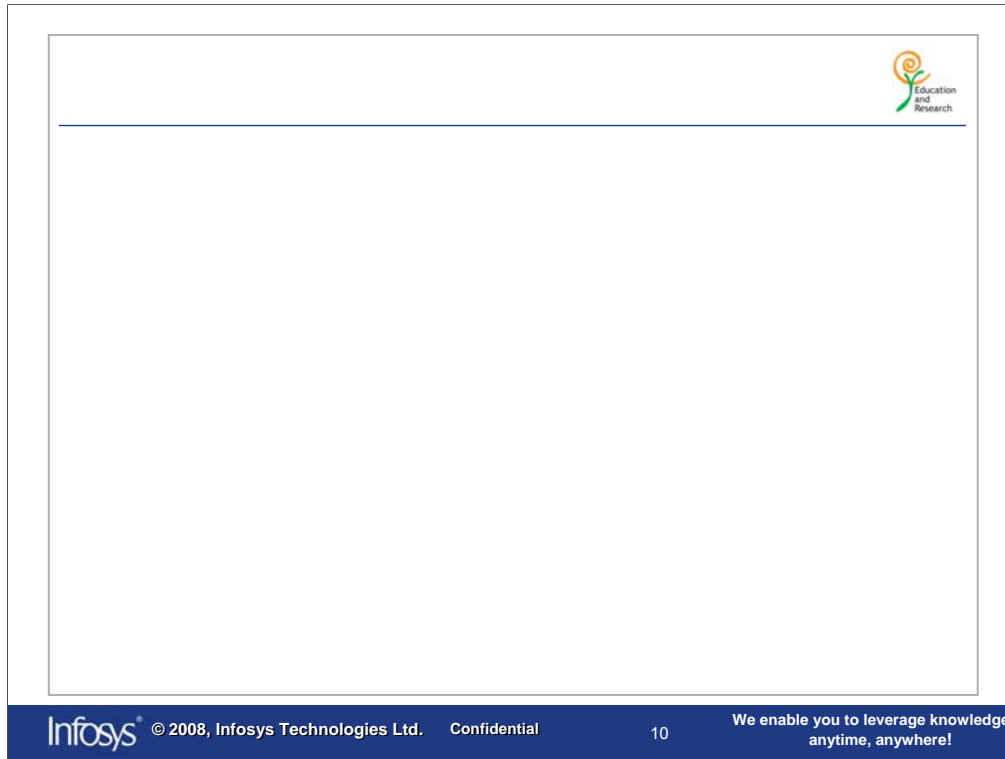 Education
and
Research
Infosys® © 2008, Infosys Technologies Ltd. Confidential 10
We enable you to leverage knowledge
anytime, anywhere!